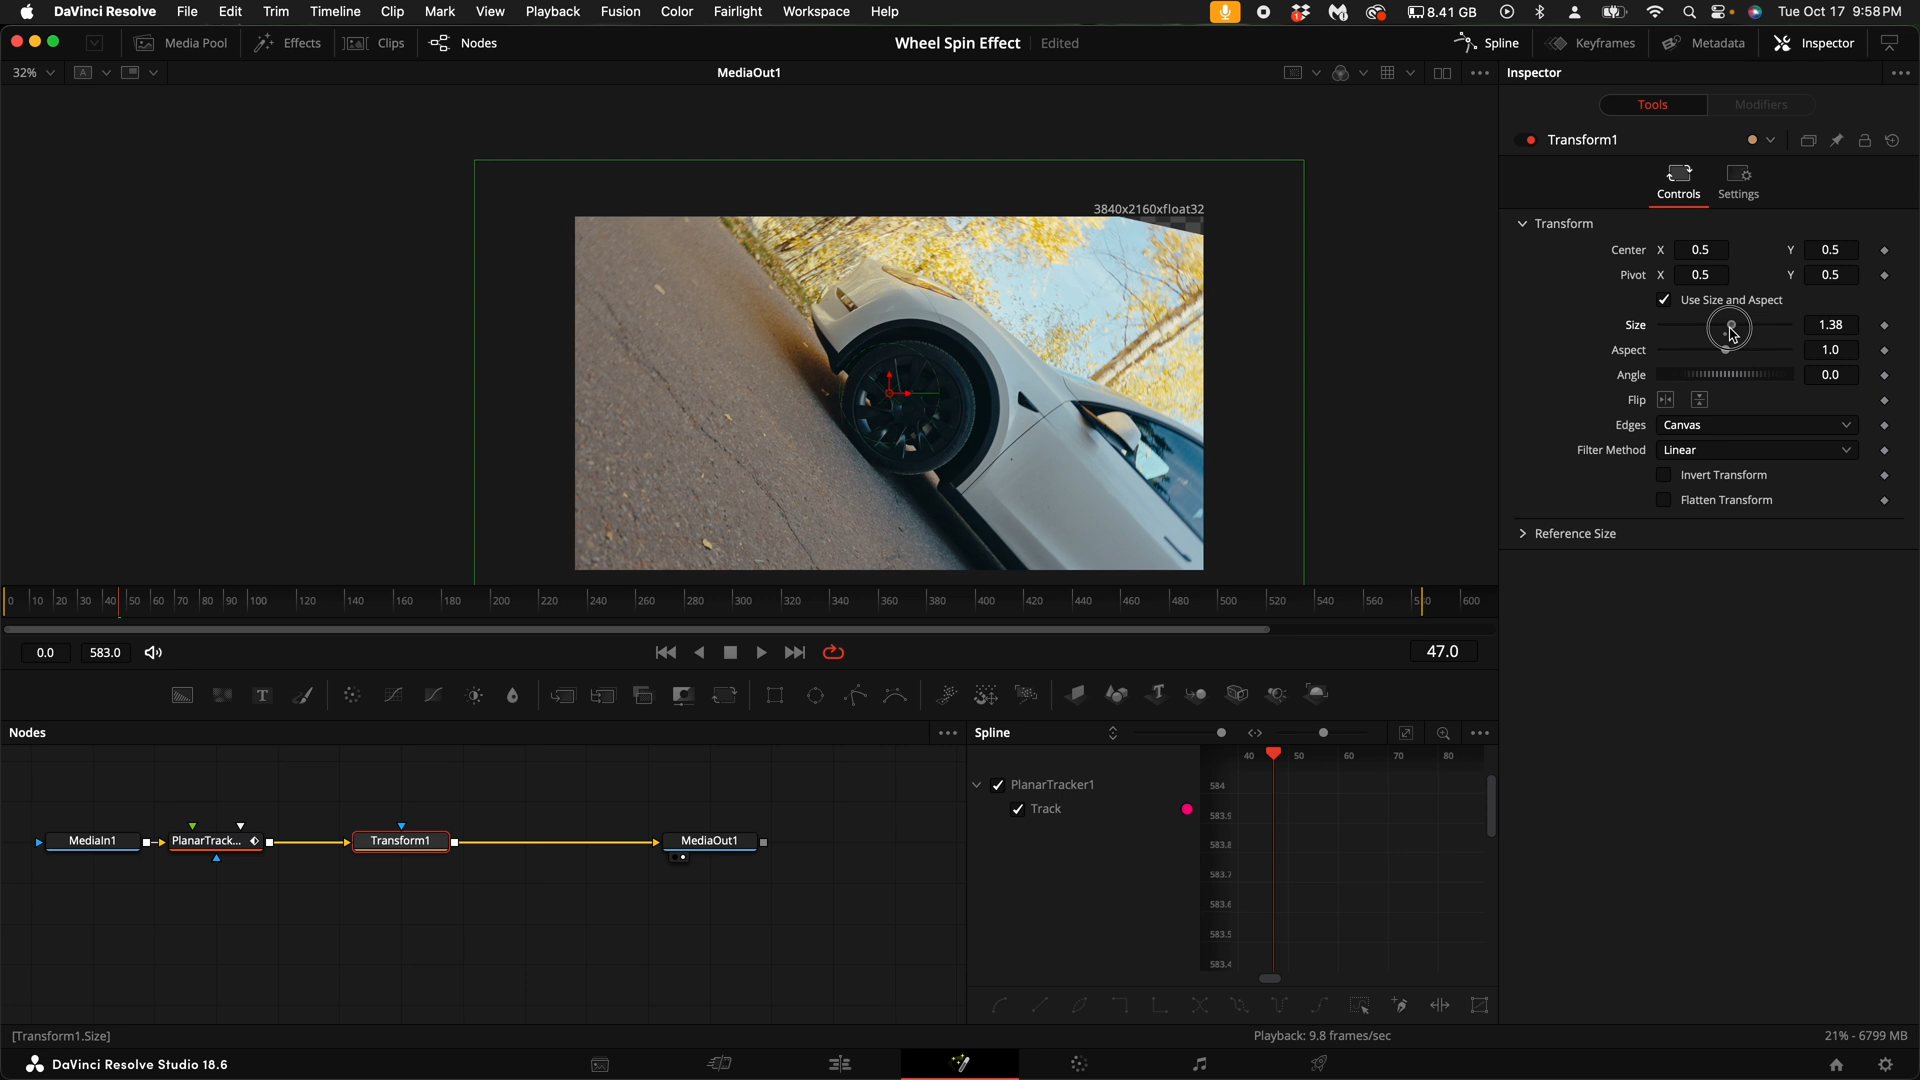 DaVinci Resolve File Edit Trim Timeline Clip Mark View Playback Fusion Color Fairlight Workspace Help 8.41 GB Tue Oct 17 9:58 PM
Media Pool Effects Clips Nodes Wheel Spin Effect Edited Spline Keyframes Metadata Inspector
32% A MediaOut1 Inspector
Tools Modifiers
Transform1
Controls Settings
3840x2160xfloat32
Transform
Center X 0.5 Y 0.5
Pivot X 0.5 Y 0.5
Use Size and Aspect
Size 1.38
Aspect 1.0
Angle 0.0
Flip
Edges Canvas
Filter Method Linear
Invert Transform
Flatten Transform
Reference Size
0 10 20 30 40 50 60 70 80 90 100 120 140 160 180 200 220 240 260 280 300 320 340 360 380 400 420 440 460 480 500 520 540 560 600
0.0 583.0 47.0
Nodes Spline
40 50 60 70 80
PlanarTracker1 584
Track 583.9
583.8
583.7
583.6
583.5
583.4
MediaIn1 PlanarTrack... Transform1 MediaOut1
[Transform1.Size] Playback: 9.8 frames/sec 21% - 6799 MB
DaVinci Resolve Studio 18.6